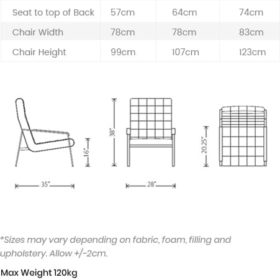 Seat to top of Back 57cm 64cm 74cm
Chair Width 78cm 78cm 83cm
Chair Height 99cm 107cm 123cm
16"
38"
20.25"
35"
28"
*Sizes may vary depending on fabric, foam, filling and
upholstery. Allow +/-2cm.
Max Weight 120kg